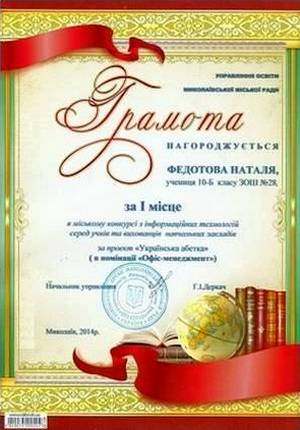 УПРАВЛІННЯ ОСВІТИ
МИКОЛАЇВСЬКОЇ МІСЬКОЇ РАДИ
Грамота
НАГОРОДЖУЄТЬСЯ
ФЕДОТОВА НАТАЛЯ,
учениця 10-Б класу ЗОШ №28,
за І місце
в міському конкурсі з інформаційних технологій
серед учнів та вихованців навчальних закладів
за проект «Українська абетка»
( в номінації «Офіс-менеджмент»)
Начальник управління Г.І.Деркач
Миколаїв, 2014р.